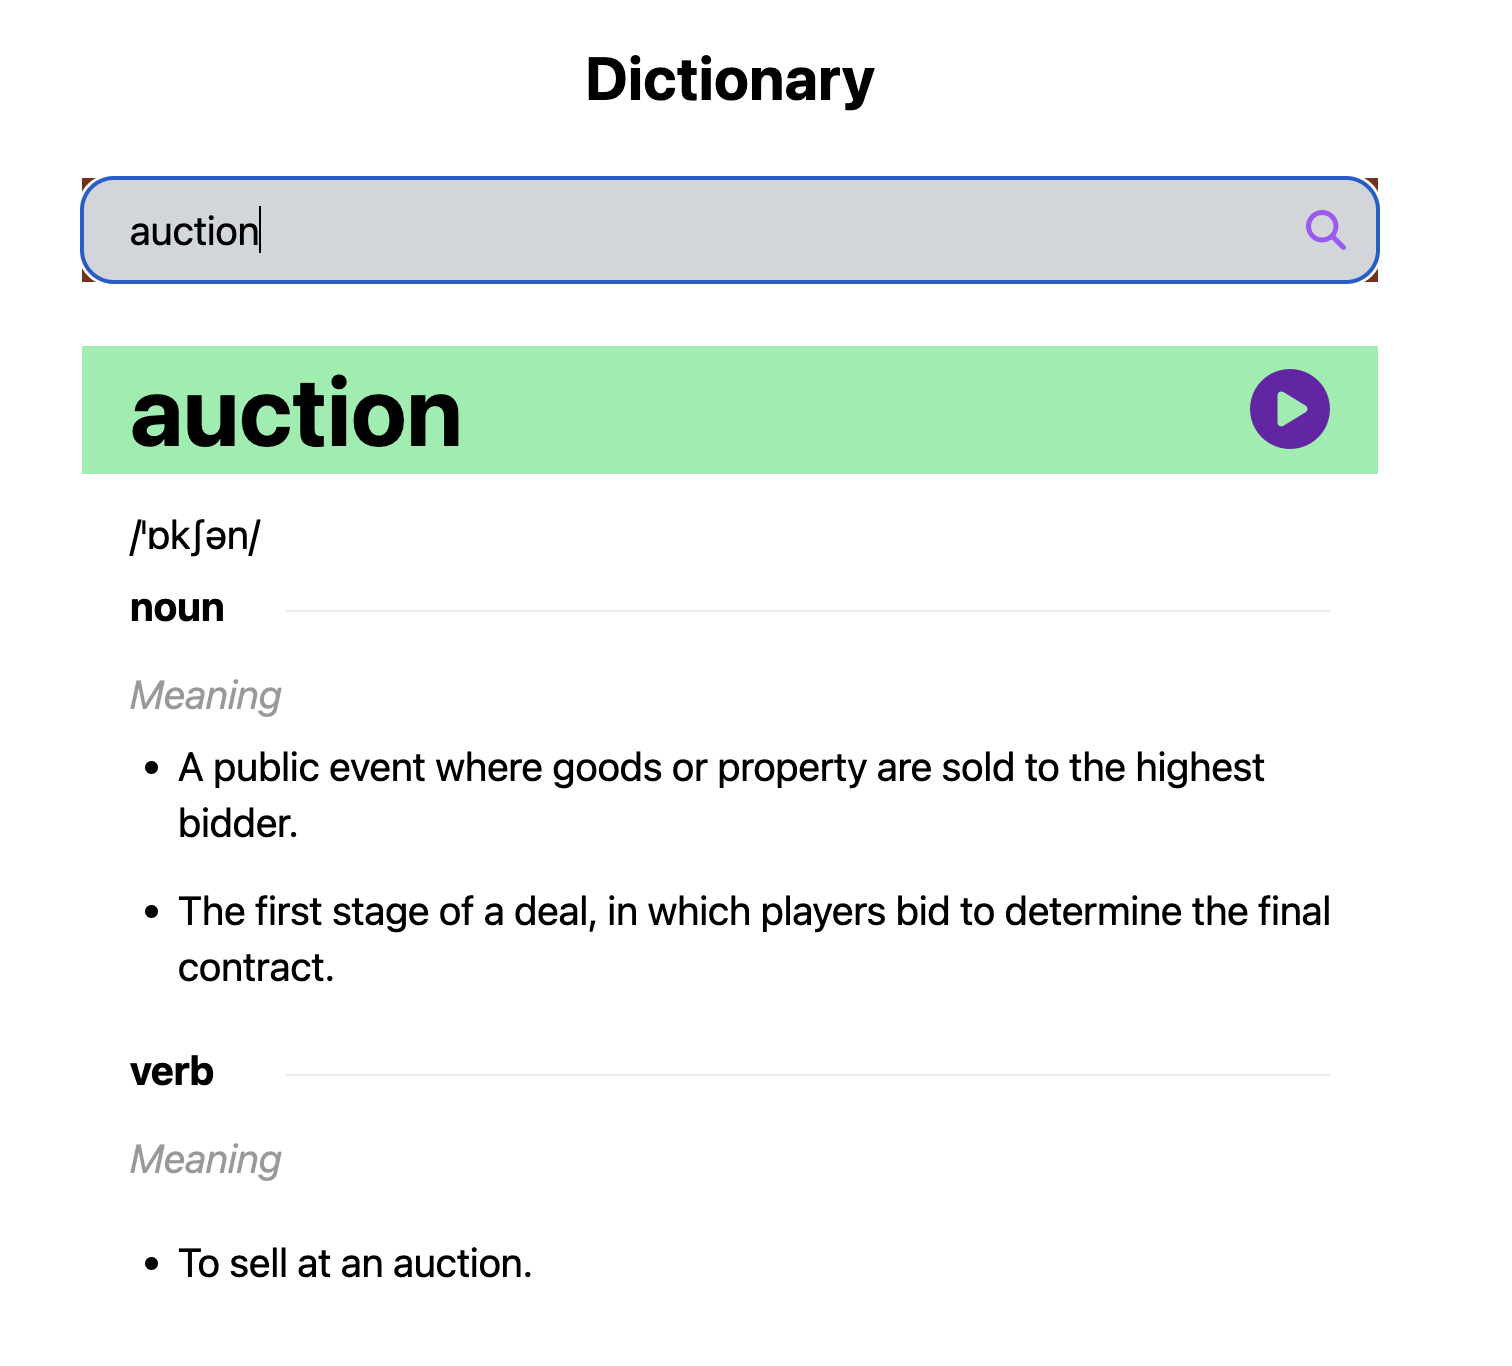 Dictionary
auction
auction
/ˈɒkʃən/
noun
Meaning
• A public event where goods or property are sold to the highest
bidder.
• The first stage of a deal, in which players bid to determine the final
contract.
verb
Meaning
• To sell at an auction.